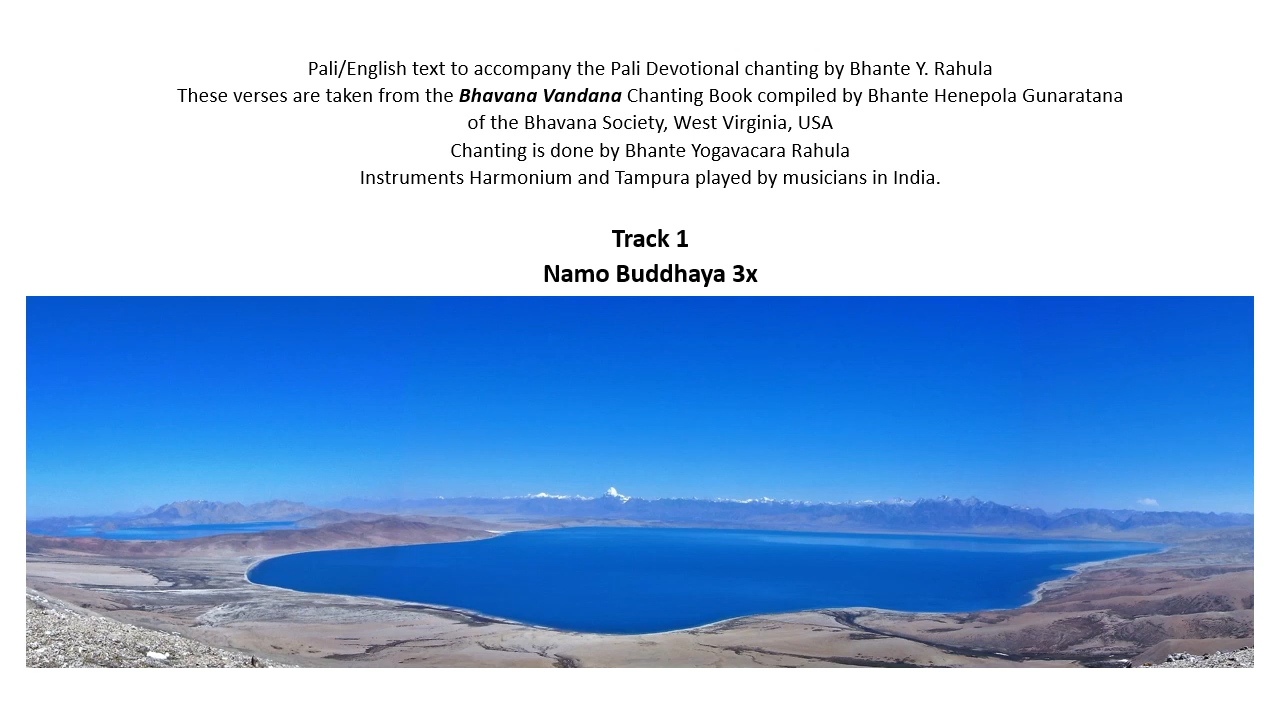 Pali/English text to accompany the Pali Devotional chanting by Bhante Y. Rahula
These verses are taken from the Bhavana Vandana Chanting Book compiled by Bhante Henepola Gunaratana
of the Bhavana Society, West Virginia, USA
Chanting is done by Bhante Yogavacara Rahula
Instruments Harmonium and Tampura played by musicians in India.
Track 1
Namo Buddhaya 3x